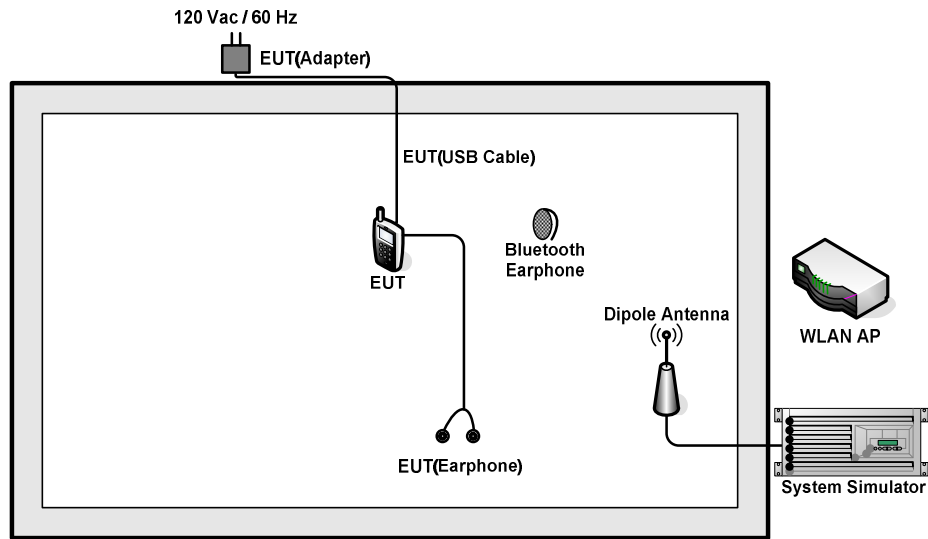 120 Vac / 60 Hz
EUT(Adapter)
EUT(USB Cable)
EUT
Bluetooth
Earphone
Dipole Antenna
WLAN AP
EUT(Earphone)
System Simulator